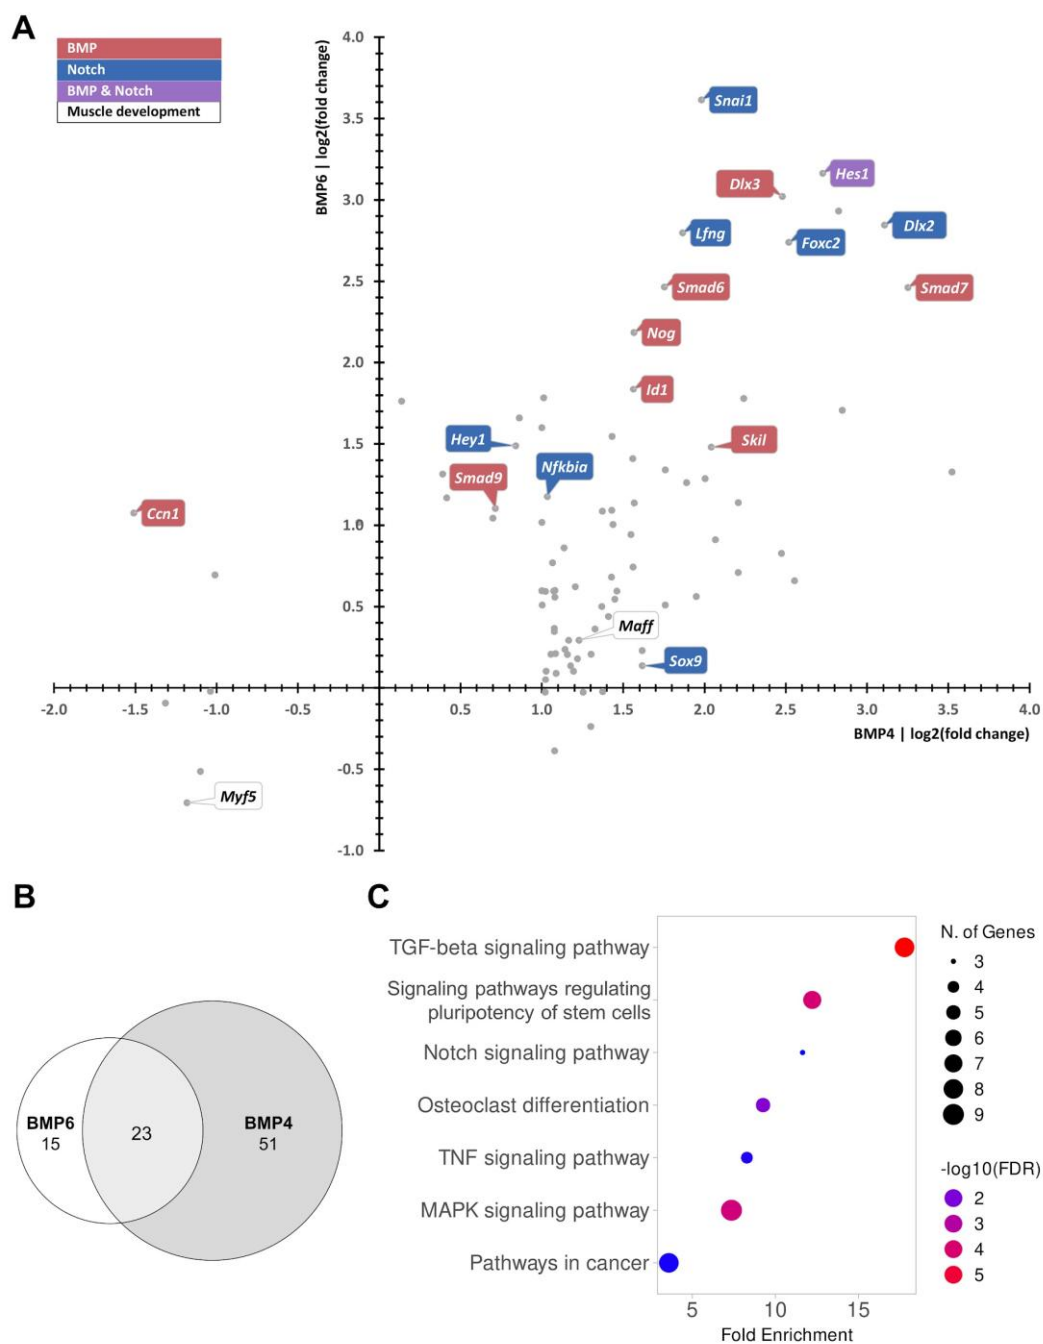 A
BMP
Notch
BMP & Notch
Muscle development
BMP6 | log2(fold change)
4.0
3.5
3.0
2.5
2.0
1.5
1.0
0.5
-0.5
-1.0
Snai1
Hes1
Dlx3
Dlx2
Lfng
Foxc2
Smad6
Smad7
Nog
Id1
Hey1
Skil
Nfkbia
Smad9
Ccn1
Maff
Sox9
Myf5
-2.0 -1.5 -1.0 -0.5 0.5 1.0 1.5 2.0 2.5 3.0 3.5 4.0
BMP4 | log2(fold change)
B
BMP6
15
23
BMP4
51
C
TGF-beta signaling pathway
Signaling pathways regulating
pluripotency of stem cells
Notch signaling pathway
Osteoclast differentiation
TNF signaling pathway
MAPK signaling pathway
Pathways in cancer
5 10 15
Fold Enrichment
N. of Genes
3
4
5
6
7
8
9
-log10(FDR)
2
3
4
5